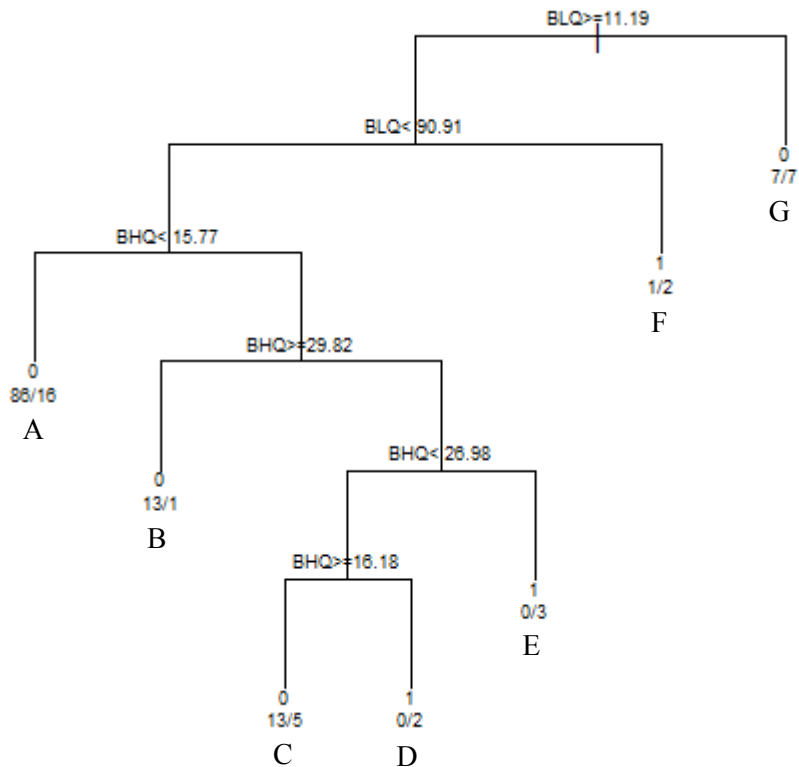 BLQ>=11.19
BLQ< 90.91
0
7/7
G
BHQ< 15.77
1
1/2
F
BHQ>=29.82
0
86/16
A
BHQ< 26.98
0
13/1
B
BHQ>=16.18
1
0/3
E
0
13/5
C
1
0/2
D